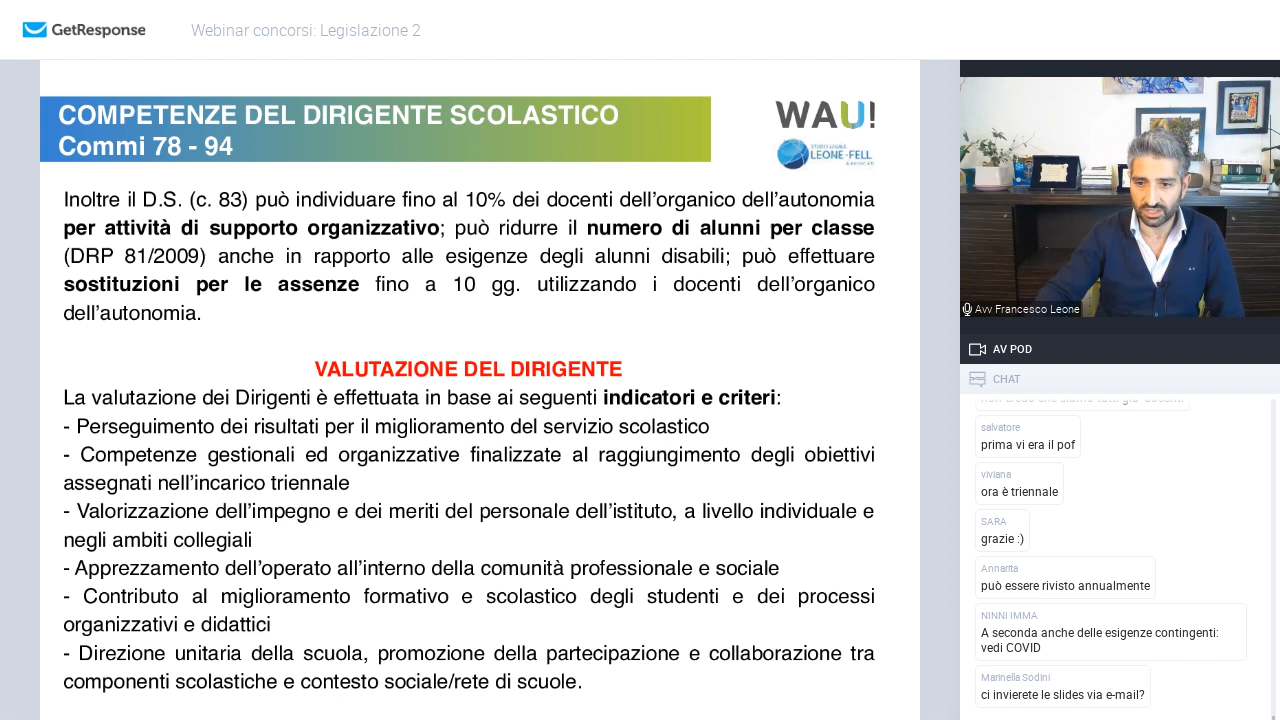 GetResponse
Webinar concorsi: Legislazione 2
COMPETENZE DEL DIRIGENTE SCOLASTICO
Commi 78 - 94
WAU!
STUDIO LEGALE
LEONE-FELL
Inoltre il D.S. (c. 83) può individuare fino al 10% dei docenti dell’organico dell’autonomia
per attività di supporto organizzativo; può ridurre il numero di alunni per classe
(DRP 81/2009) anche in rapporto alle esigenze degli alunni disabili; può effettuare
sostituzioni per le assenze fino a 10 gg. utilizzando i docenti dell’organico
dell’autonomia.
VALUTAZIONE DEL DIRIGENTE
La valutazione dei Dirigenti è effettuata in base ai seguenti indicatori e criteri:
- Perseguimento dei risultati per il miglioramento del servizio scolastico
- Competenze gestionali ed organizzative finalizzate al raggiungimento degli obiettivi
assegnati nell’incarico triennale
- Valorizzazione dell’impegno e dei meriti del personale dell’istituto, a livello individuale e
negli ambiti collegiali
- Apprezzamento dell’operato all’interno della comunità professionale e sociale
- Contributo al miglioramento formativo e scolastico degli studenti e dei processi
organizzativi e didattici
- Direzione unitaria della scuola, promozione della partecipazione e collaborazione tra
componenti scolastiche e contesto sociale/rete di scuole.
Avv Francesco Leone
AV POD
CHAT
non credo che siamo tutti gia' docenti
salvatore
prima vi era il pof
viviana
ora è triennale
SARA
grazie :)
Annarita
può essere rivisto annualmente
NINNI IMMA
A seconda anche delle esigenze contingenti:
vedi COVID
Marinella Sodini
ci invierete le slides via e-mail?